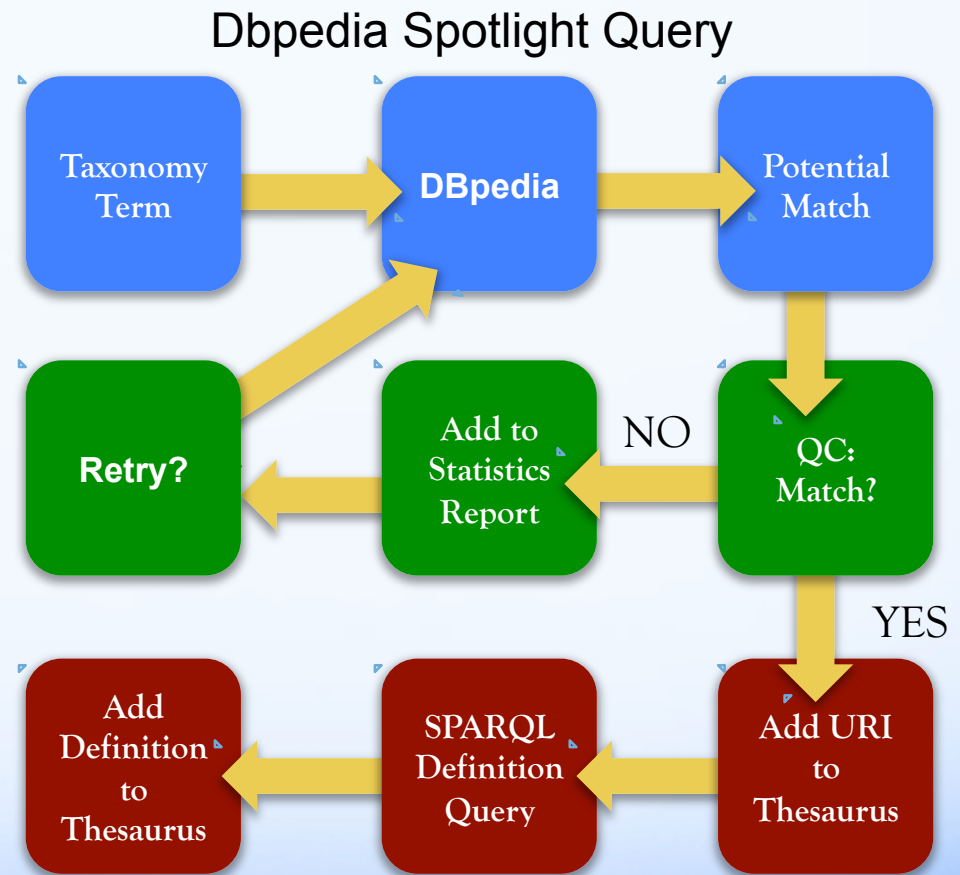 Dbpedia Spotlight Query
Taxonomy
Term
DBpedia
Potential
Match
Retry?
Add to
Statistics
Report
NO
QC:
Match?
YES
Add
Definition
to
Thesaurus
SPARQL
Definition
Query
Add URI
to
Thesaurus